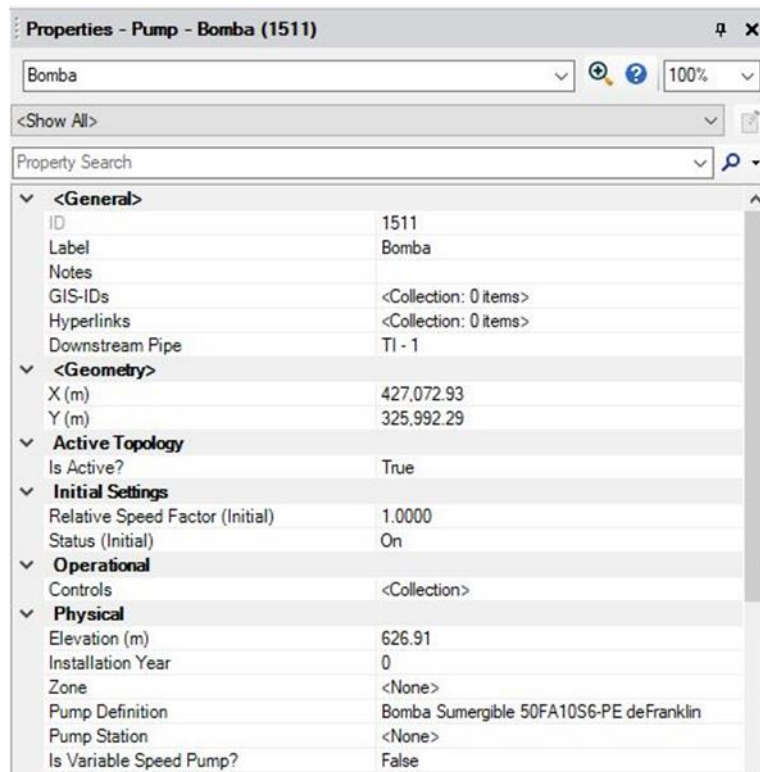 Properties - Pump - Bomba (1511)
Bomba 100%
<Show All>
Property Search
<General>
ID 1511
Label Bomba
Notes
GIS-IDs <Collection: 0 items>
Hyperlinks <Collection: 0 items>
Downstream Pipe TI - 1
<Geometry>
X (m) 427,072.93
Y (m) 325,992.29
Active Topology
Is Active? True
Initial Settings
Relative Speed Factor (Initial) 1.0000
Status (Initial) On
Operational
Controls <Collection>
Physical
Elevation (m) 626.91
Installation Year 0
Zone <None>
Pump Definition Bomba Sumergible 50FA10S6-PE deFranklin
Pump Station <None>
Is Variable Speed Pump? False